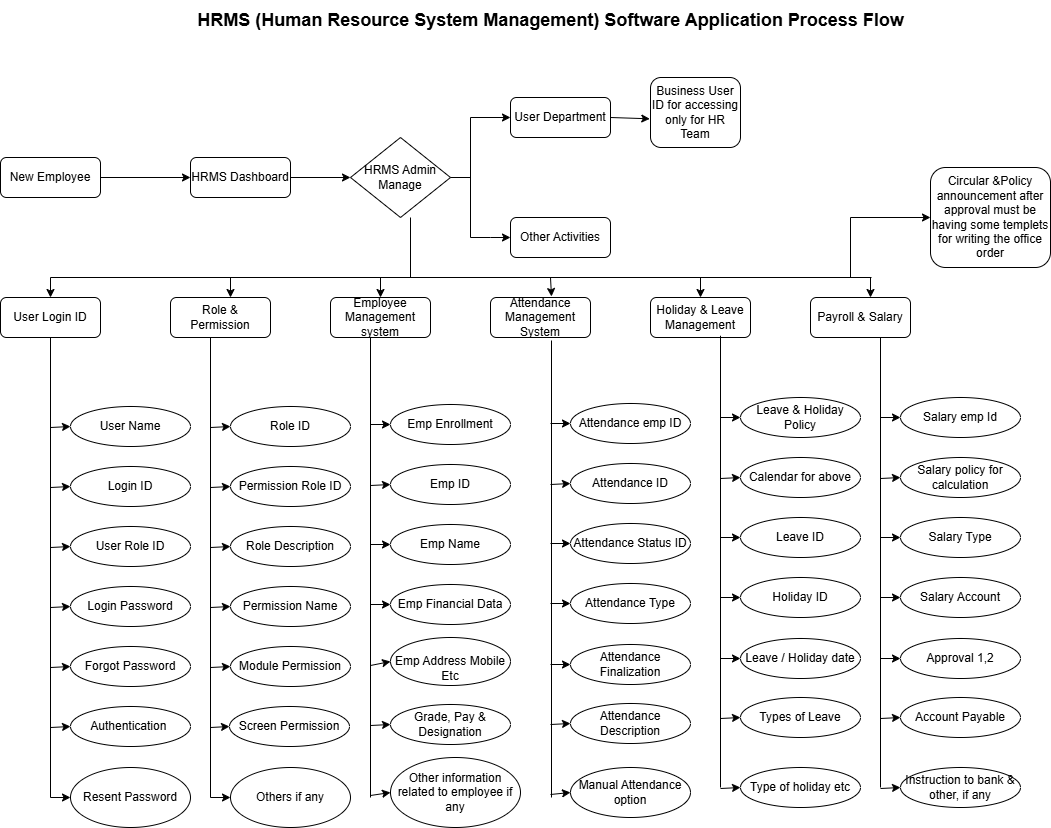 HRMS (Human Resource System Management) Software Application Process Flow
Business User
ID for accessing
only for HR
Team
User Department
New Employee
HRMS Dashboard
HRMS Admin
Manage
Other Activities
Circular &Policy
announcement after
approval must be
having some templets
for writing the office
order
User Login ID
Role &
Permission
Employee
Management
system
Attendance
Management
System
Holiday & Leave
Management
Payroll & Salary
User Name
Role ID
Emp Enrollment
Attendance emp ID
Leave & Holiday
Policy
Salary emp Id
Login ID
Permission Role ID
Emp ID
Attendance ID
Calendar for above
Salary policy for
calculation
User Role ID
Role Description
Emp Name
Attendance Status ID
Leave ID
Salary Type
Login Password
Permission Name
Emp Financial Data
Attendance Type
Holiday ID
Salary Account
Forgot Password
Module Permission
Emp Address Mobile
Etc
Attendance
Finalization
Leave / Holiday date
Approval 1,2
Authentication
Screen Permission
Grade, Pay &
Designation
Attendance
Description
Types of Leave
Account Payable
Resent Password
Others if any
Other information
related to employee if
any
Manual Attendance
option
Type of holiday etc
Instruction to bank &
other, if any